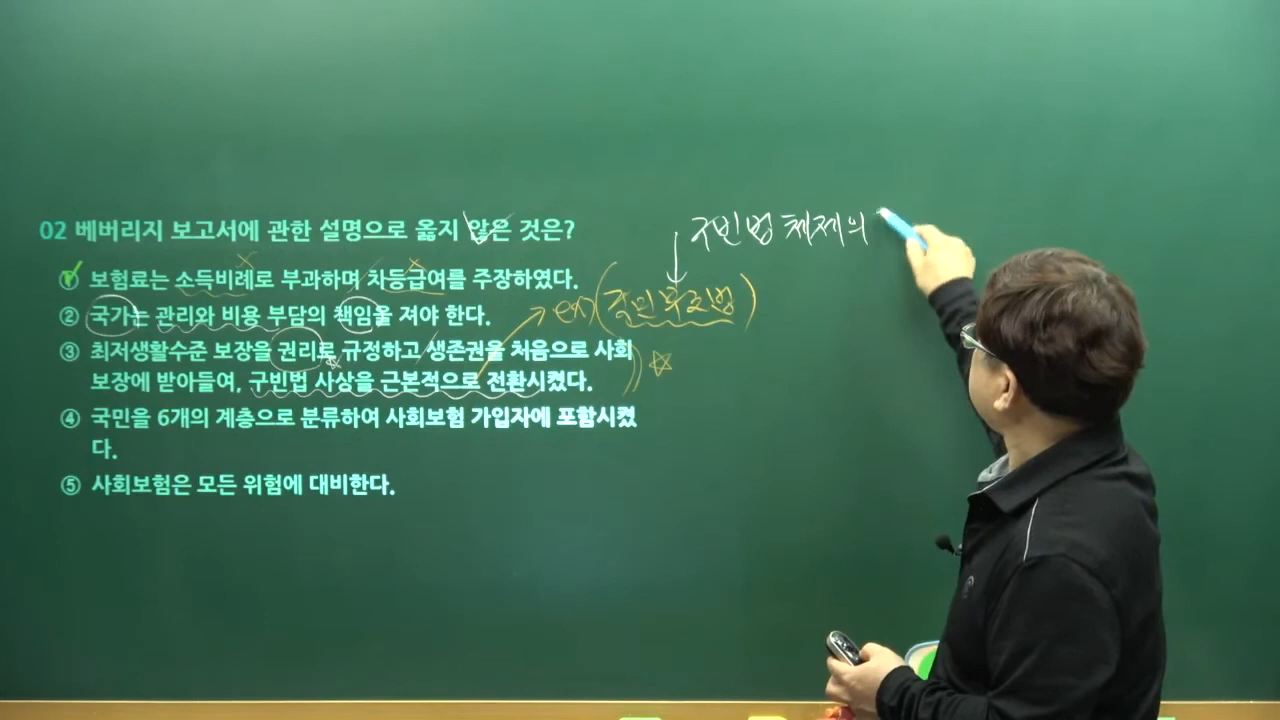 02 베버리지 보고서에 관한 설명으로 옳지 않은 것은?
① 보험료는 소득비례로 부과하며 차등급여를 주장하였다.
② 국가는 관리와 비용 부담의 책임을 져야 한다.
③ 최저생활수준 보장을 권리로 규정하고 생존권을 처음으로 사회
보장에 받아들여, 구빈법 사상을 근본적으로 전환시켰다.
④ 국민을 6개의 계층으로 분류하여 사회보험 가입자에 포함시켰
다.
⑤ 사회보험은 모든 위험에 대비한다.
구빈법 체제의
ex) (국민부조법)